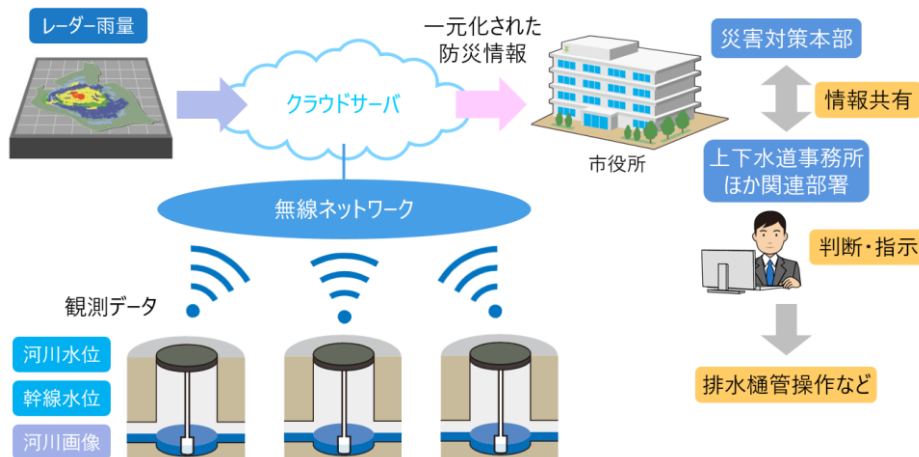 レーダー雨量
一元化された
防災情報
災害対策本部
クラウドサーバ
情報共有
市役所
上下水道事務所
ほか関連部署
無線ネットワーク
判断・指示
観測データ
河川水位
幹線水位
河川画像
排水樋管操作など